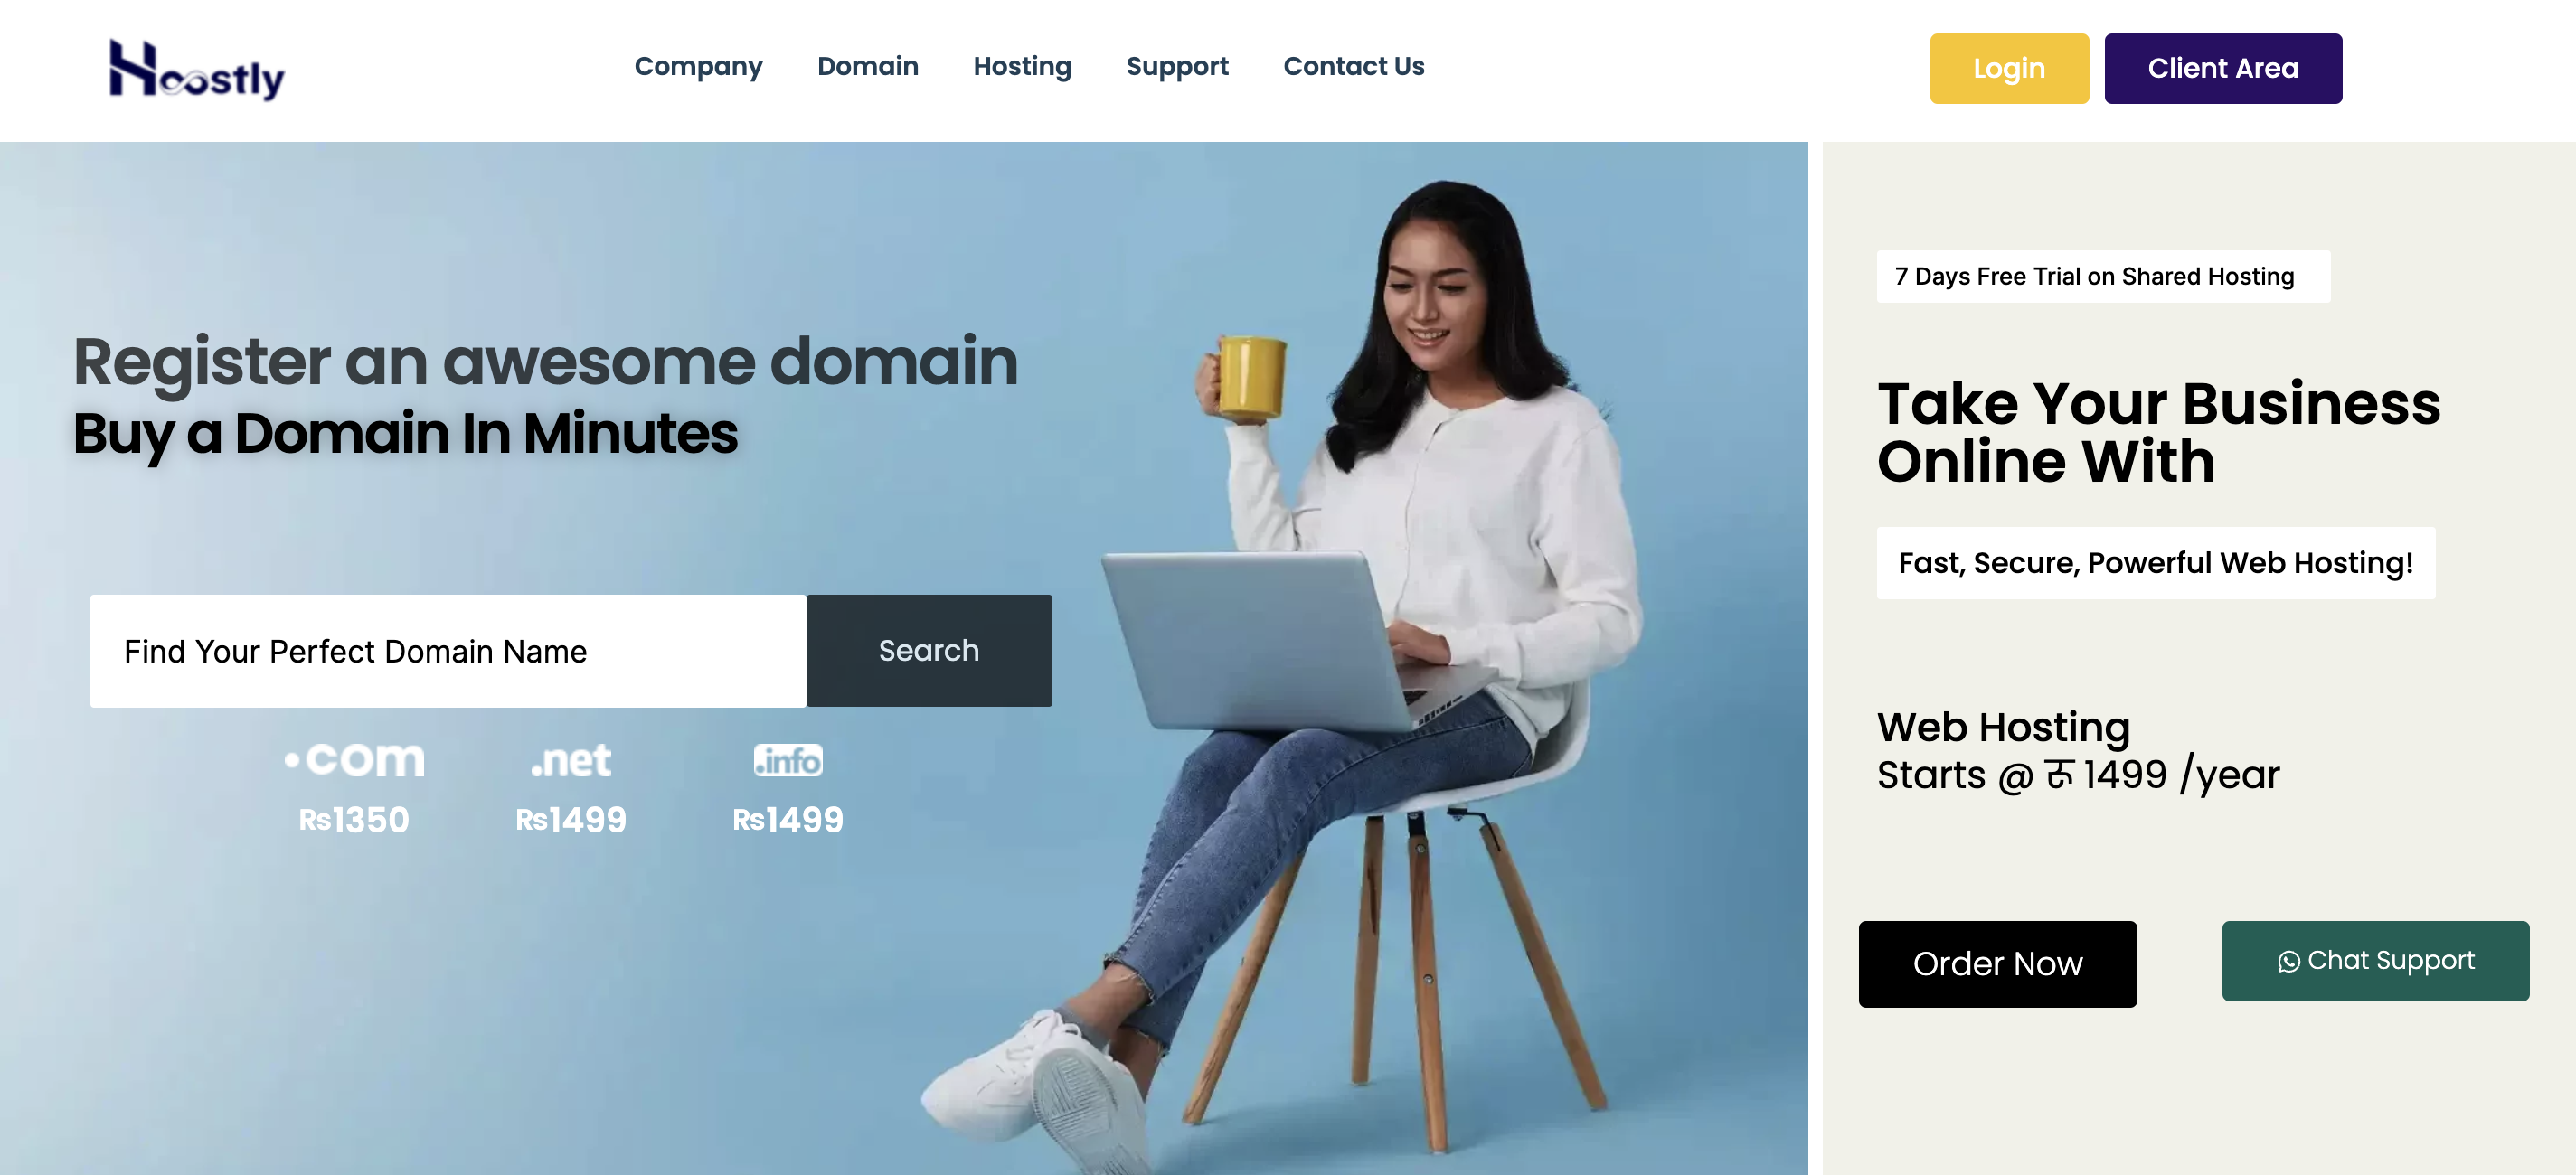 Hoostly
Company Domain Hosting Support Contact Us
Login Client Area
Register an awesome domain
Buy a Domain In Minutes
Find Your Perfect Domain Name Search
.com .net .info
₨1350 ₨1499 ₨1499
7 Days Free Trial on Shared Hosting
Take Your Business
Online With
Fast, Secure, Powerful Web Hosting!
Web Hosting
Starts @ रु 1499 /year
Order Now Chat Support